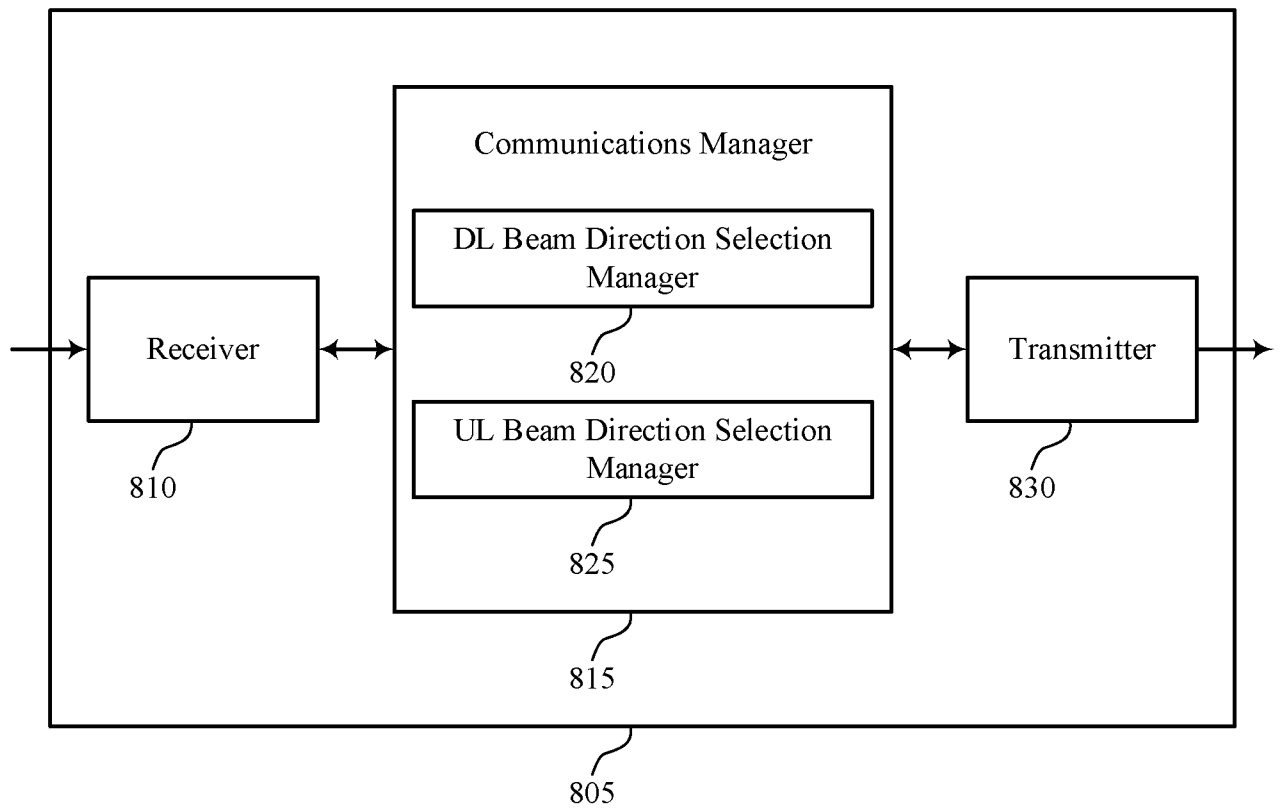 Communications Manager
DL Beam Direction Selection
Manager
820
Receiver
810
Transmitter
830
UL Beam Direction Selection
Manager
825
815
805